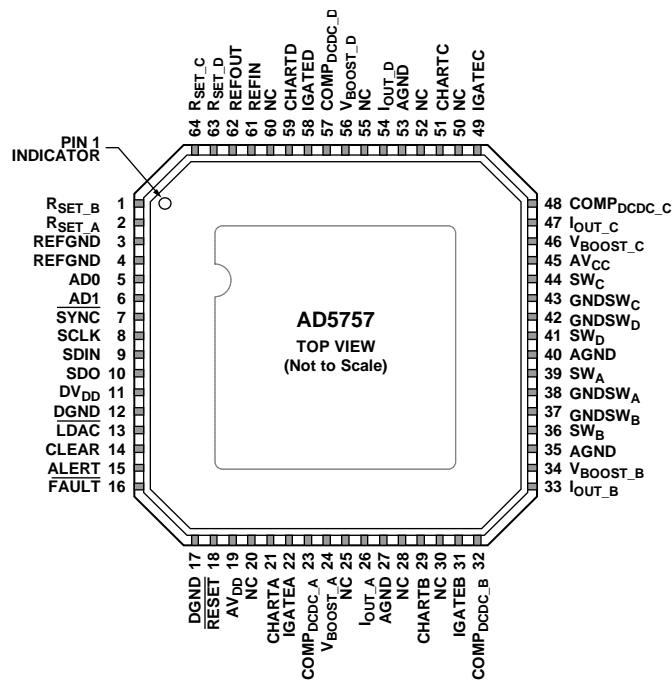 64 RSET_C
63 RSET_D
62 REFOUT
61 REFIN
60 NC
59 CHARTD
58 IGATED
57 COMPDCDC_D
56 VBOOST_D
55 NC
54 IOUT_D
53 AGND
52 NC
51 CHARTC
50 NC
49 IGATEC
PIN 1
INDICATOR
RSET_B 1
RSET_A 2
REFGND 3
REFGND 4
AD0 5
AD1 6
SYNC 7
SCLK 8
SDIN 9
SDO 10
DVDD 11
DGND 12
LDAC 13
CLEAR 14
ALERT 15
FAULT 16
AD5757
TOP VIEW
(Not to Scale)
48 COMPDCDC_C
47 IOUT_C
46 VBOOST_C
45 AVCC
44 SWC
43 GNDSWC
42 GNDSWD
41 SWD
40 AGND
39 SWA
38 GNDSWA
37 GNDSWB
36 SWB
35 AGND
34 VBOOST_B
33 IOUT_B
DGND 17
RESET 18
AVDD 19
NC 20
CHARTA 21
IGATEA 22
COMPDCDC_A 23
VBOOST_A 24
NC 25
IOUT_A 26
AGND 27
NC 28
CHARTB 29
NC 30
IGATEB 31
COMPDCDC_B 32